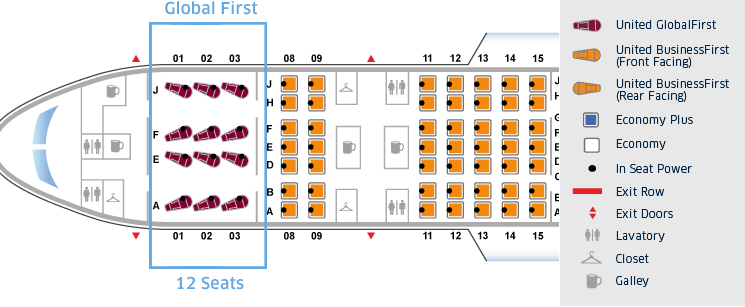 Global First
01 02 03 08 09 11 12 13 14 15
J J J
H H
G
F F F
E E E
D D
C
B
A A A
01 02 03 08 09 11 12 13 14 15
12 Seats
United GlobalFirst
United BusinessFirst
(Front Facing)
United BusinessFirst
(Rear Facing)
Economy Plus
Economy
In Seat Power
Exit Row
Exit Doors
Lavatory
Closet
Galley